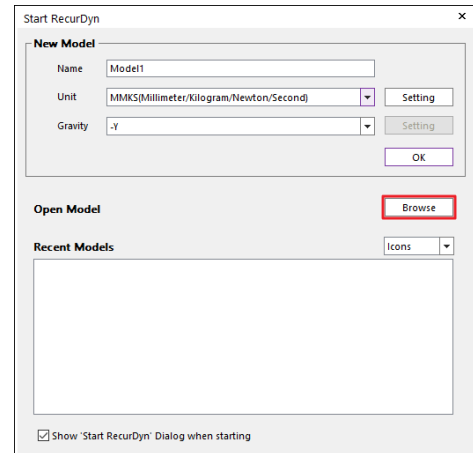 Start RecurDyn
New Model
Name Model1
Unit MMKS(Millimeter/Kilogram/Newton/Second) Setting
Gravity -Y Setting
OK
Open Model Browse
Recent Models Icons
Show 'Start RecurDyn' Dialog when starting